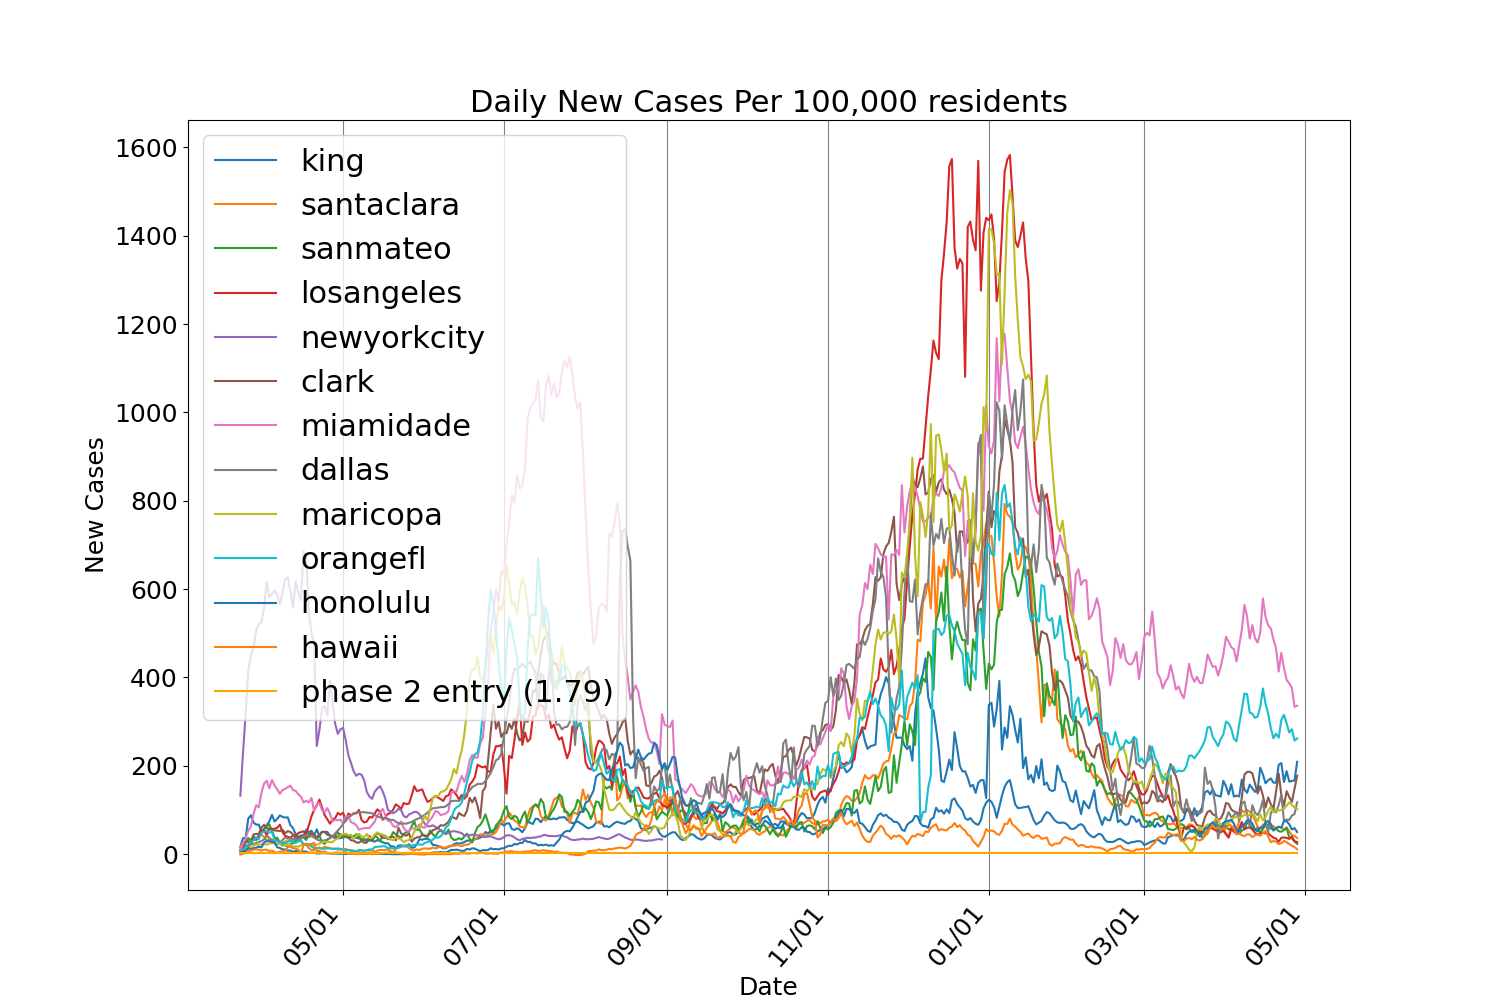 Daily New Cases Per 100,000 residents
1600
1400
1200
1000
800
600
400
200
0
New Cases
king
santaclara
sanmateo
losangeles
newyorkcity
clark
miamidade
dallas
maricopa
orangefl
honolulu
hawaii
phase 2 entry (1.79)
05/01
07/01
09/01
11/01
01/01
03/01
05/01
Date